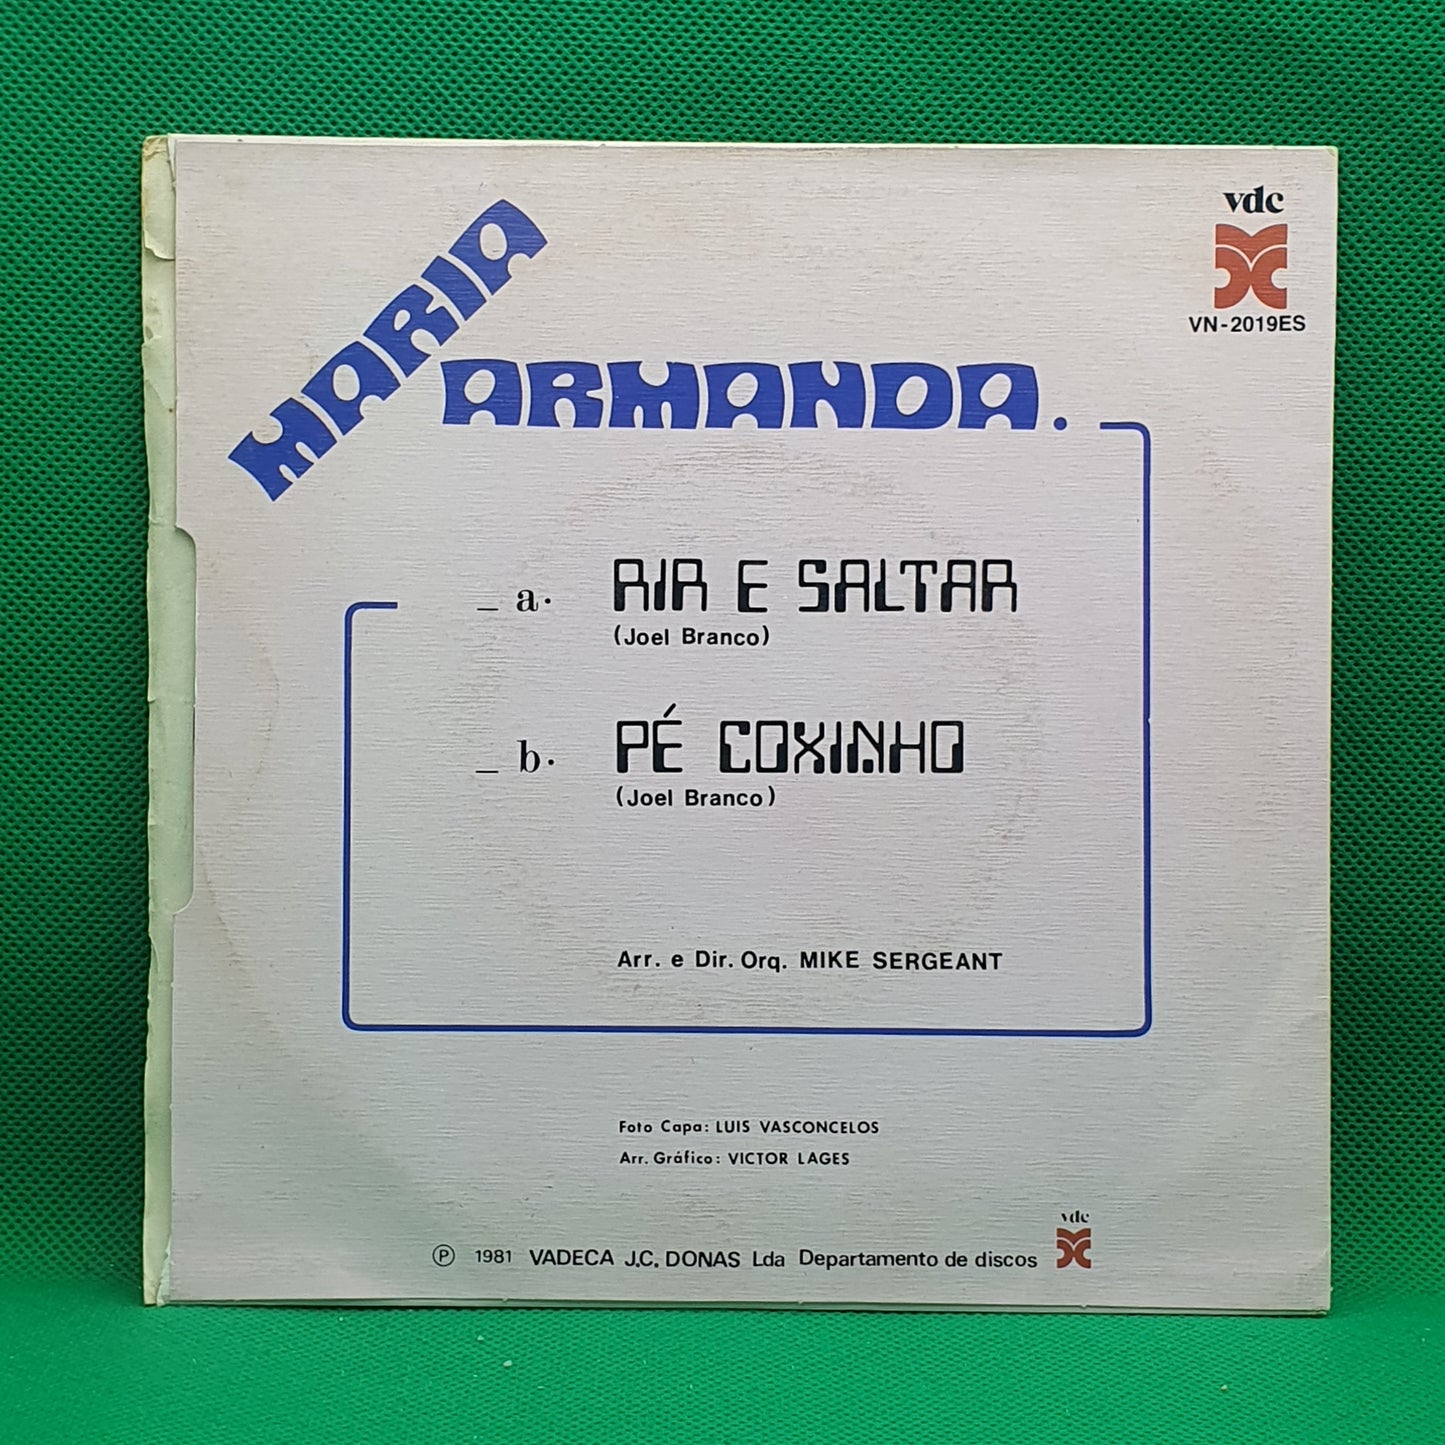 vdc
VN-2019ES
MARIA
ARMANDA.
_ a. RIR E SALTAR
(Joel Branco)
_ b. PÉ COXINHO
(Joel Branco)
Arr. e Dir. Orq. MIKE SERGEANT
Foto Capa: LUIS VASCONCELOS
Arr. Gráfico: VICTOR LAGES
vdc
Ⓟ 1981 VADECA J.C. DONAS Lda Departamento de discos